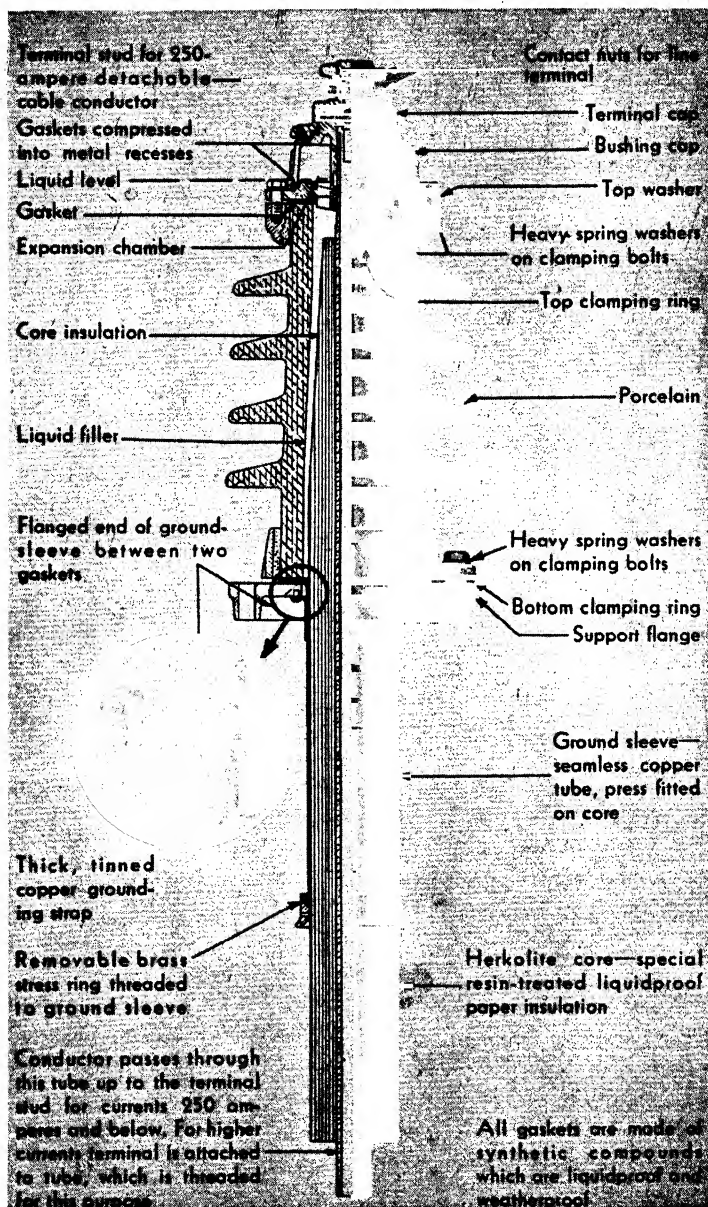 Terminal stud for 250-
ampere detachable
cable conductor
Gaskets compressed
into metal recesses
Liquid level
Gasket
Expansion chamber
Core insulation
Liquid filler
Flanged end of ground-
sleeve between two
gaskets
Thick, tinned
copper ground-
ing strap
Removable brass
stress ring threaded
to ground sleeve
Conductor passes through
this tube up to the terminal
stud for currents 250 am-
peres and below. For higher
currents terminal is attached
to tube, which is threaded
for this purpose
Contact nuts for line
terminal
Terminal cap
Bushing cap
Top washer
Heavy spring washers
on clamping bolts
Top clamping ring
Porcelain
Heavy spring washers
on clamping bolts
Bottom clamping ring
Support flange
Ground sleeve—
seamless copper
tube, press fitted
on core
Herkolite core—special
resin-treated liquidproof
paper insulation
All gaskets are made of
synthetic compounds
which are liquidproof and
weatherproof